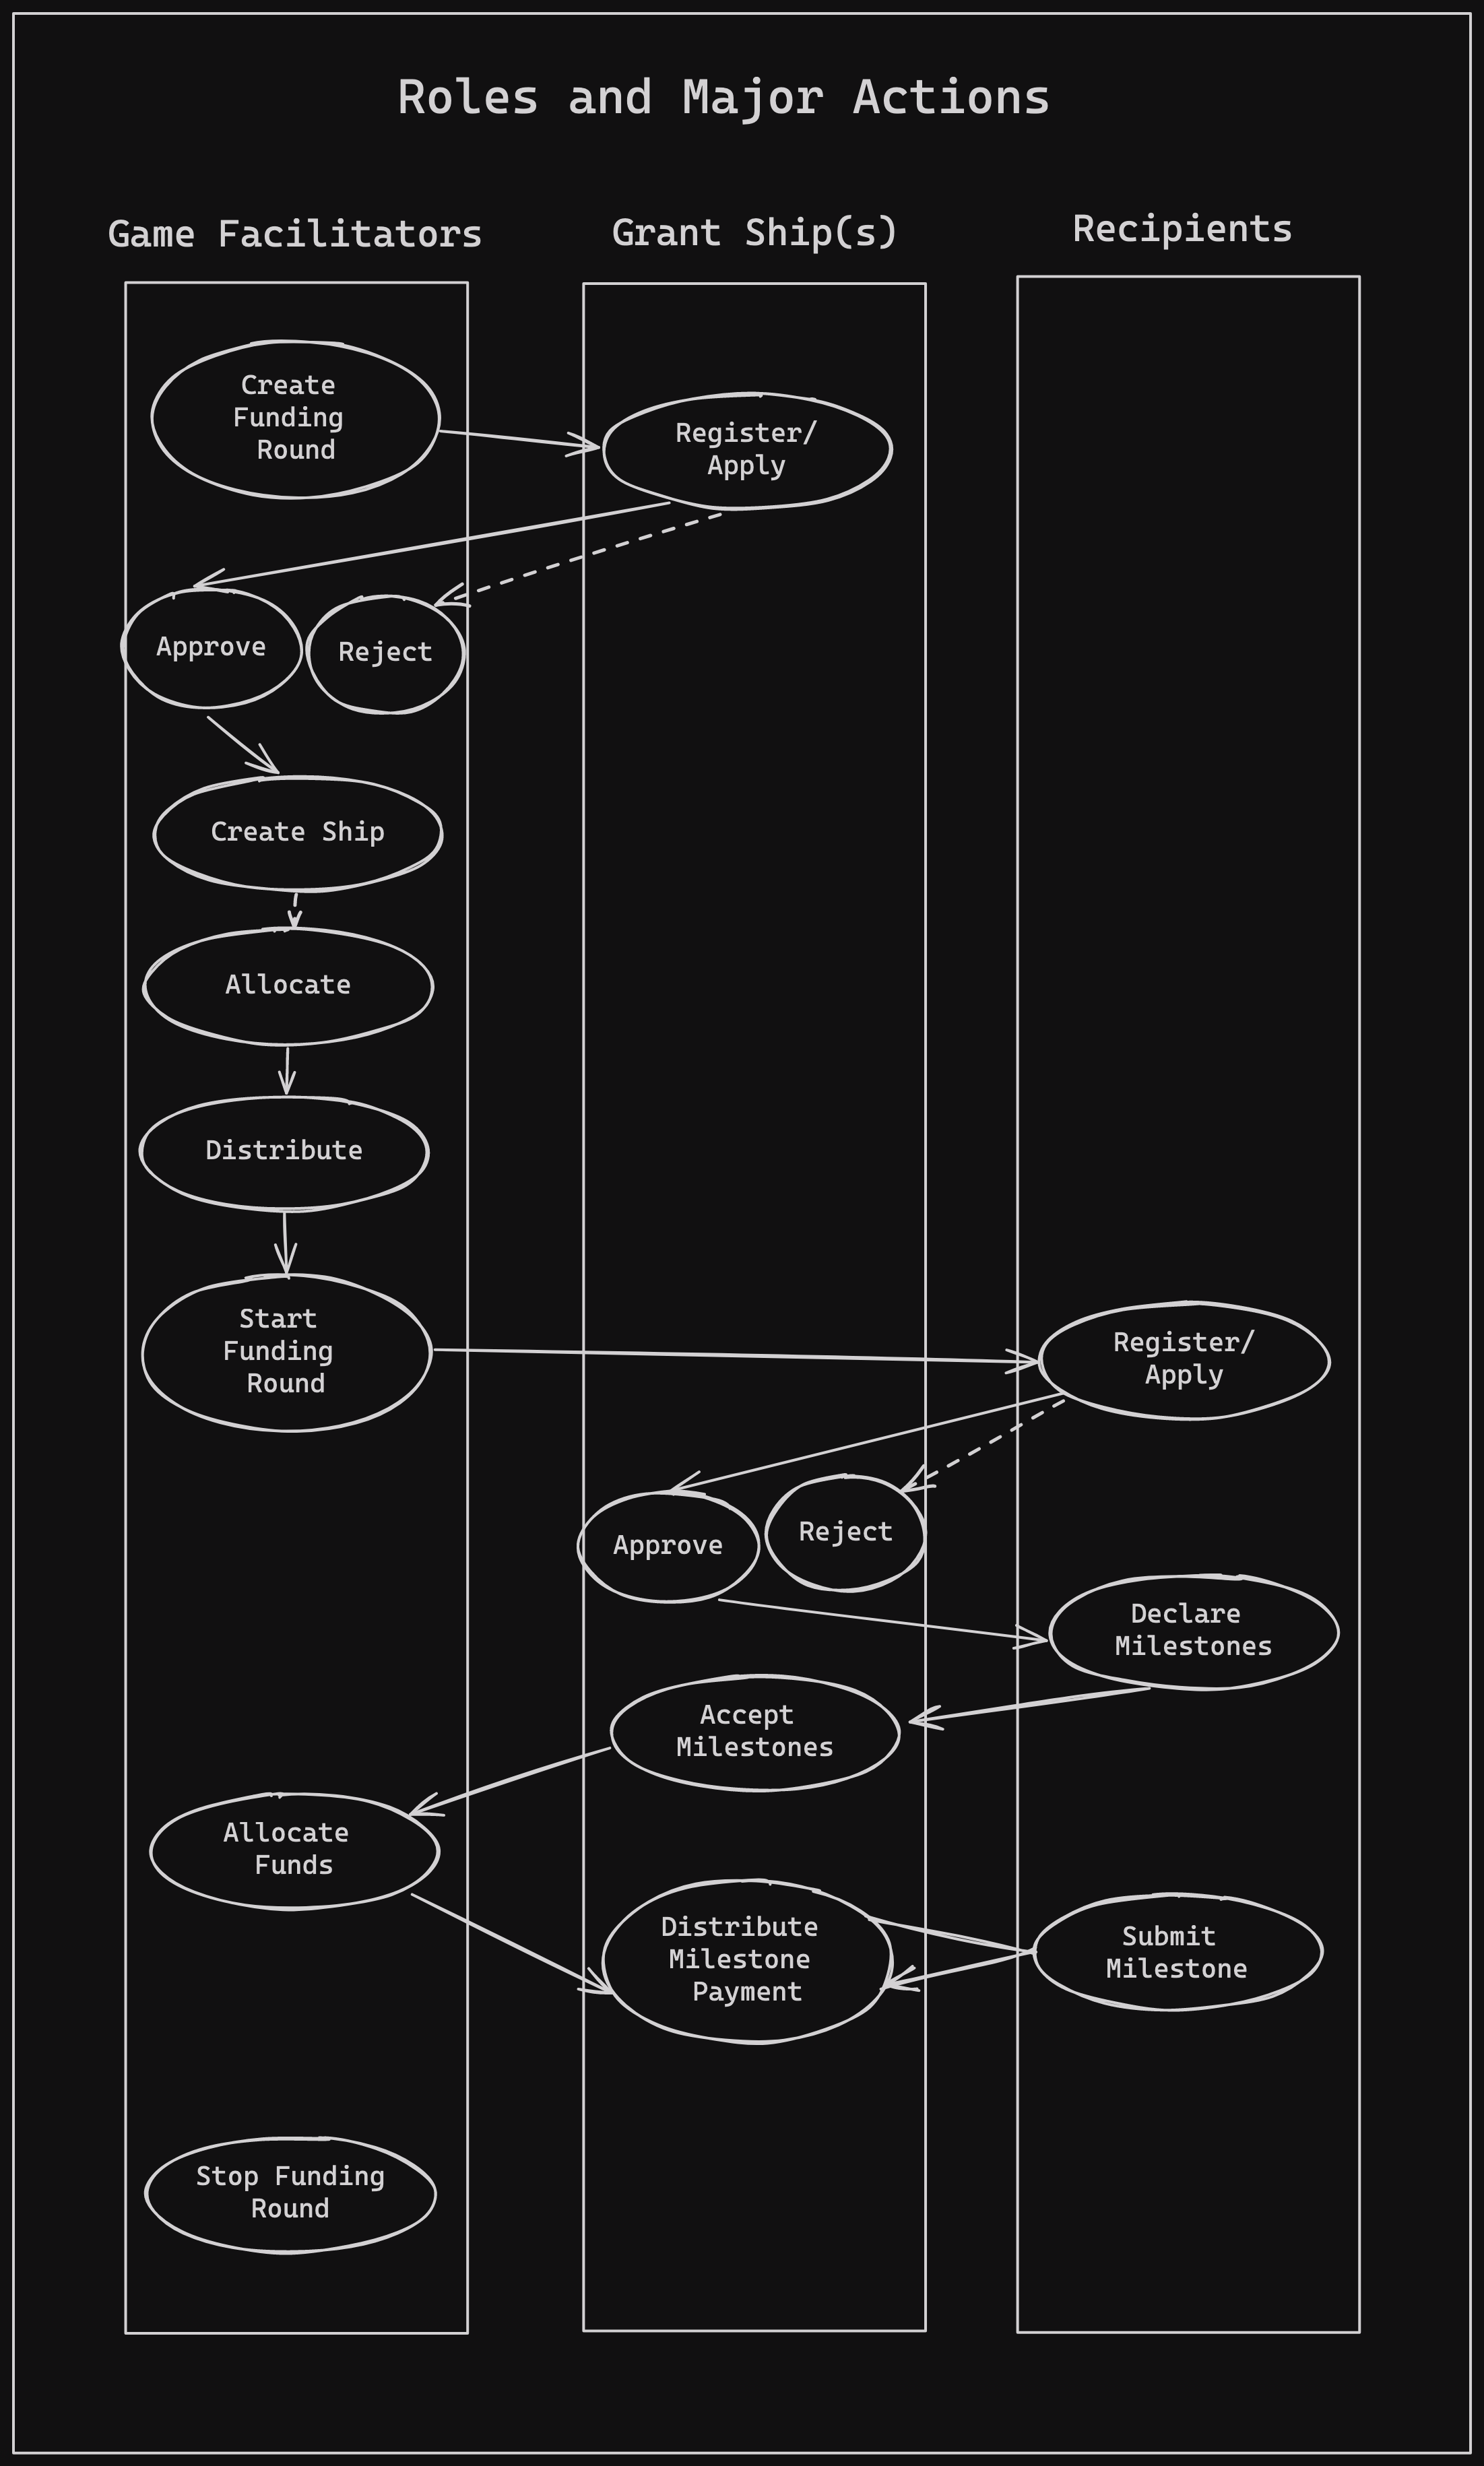 Roles and Major Actions
Game Facilitators
Grant Ship(s)
Recipients
Create
Funding
Round
Register/
Apply
Approve
Reject
Create Ship
Allocate
Distribute
Start
Funding
Round
Register/
Apply
Approve
Reject
Declare
Milestones
Accept
Milestones
Allocate
Funds
Distribute
Milestone
Payment
Submit
Milestone
Stop Funding
Round